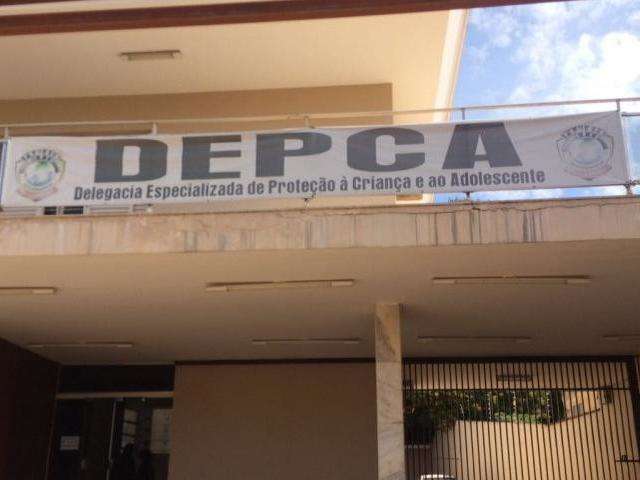 DEPCA
Delegacia Especializada de Proteção à Criança e ao Adolescente